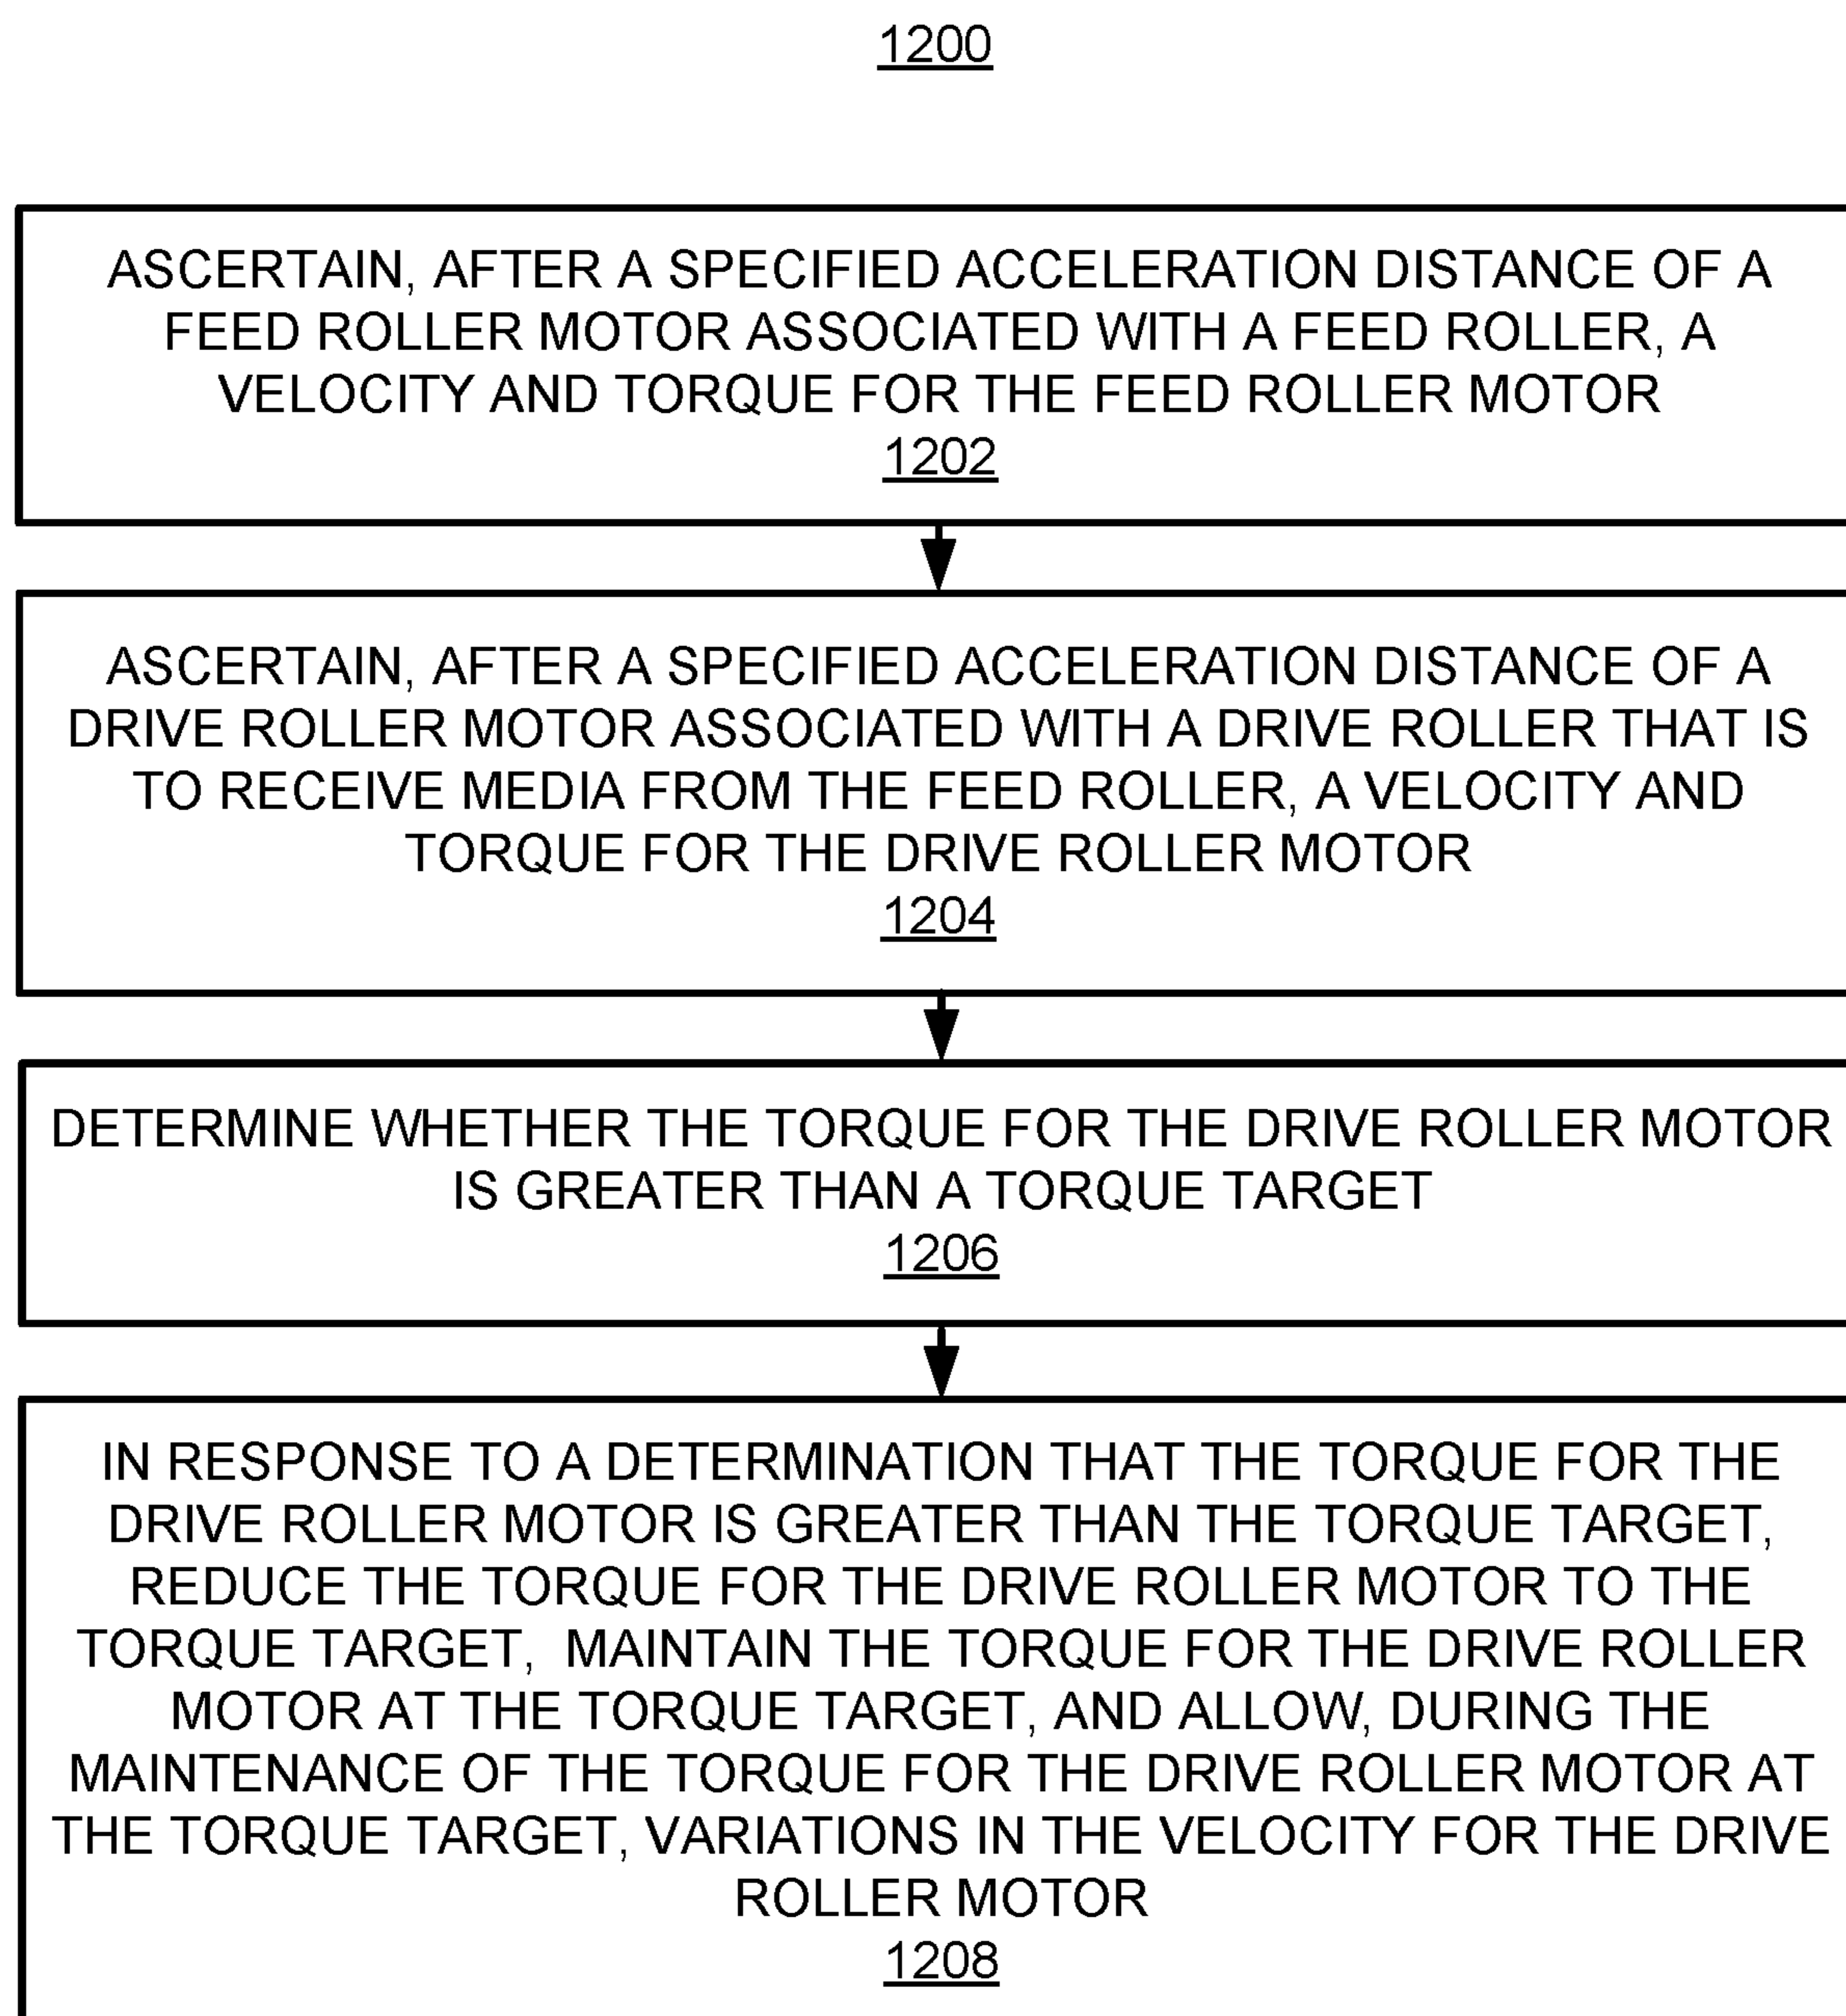 1200
ASCERTAIN, AFTER A SPECIFIED ACCELERATION DISTANCE OF A
FEED ROLLER MOTOR ASSOCIATED WITH A FEED ROLLER, A
VELOCITY AND TORQUE FOR THE FEED ROLLER MOTOR
1202
ASCERTAIN, AFTER A SPECIFIED ACCELERATION DISTANCE OF A
DRIVE ROLLER MOTOR ASSOCIATED WITH A DRIVE ROLLER THAT IS
TO RECEIVE MEDIA FROM THE FEED ROLLER, A VELOCITY AND
TORQUE FOR THE DRIVE ROLLER MOTOR
1204
DETERMINE WHETHER THE TORQUE FOR THE DRIVE ROLLER MOTOR
IS GREATER THAN A TORQUE TARGET
1206
IN RESPONSE TO A DETERMINATION THAT THE TORQUE FOR THE
DRIVE ROLLER MOTOR IS GREATER THAN THE TORQUE TARGET,
REDUCE THE TORQUE FOR THE DRIVE ROLLER MOTOR TO THE
TORQUE TARGET, MAINTAIN THE TORQUE FOR THE DRIVE ROLLER
MOTOR AT THE TORQUE TARGET, AND ALLOW, DURING THE
MAINTENANCE OF THE TORQUE FOR THE DRIVE ROLLER MOTOR AT
THE TORQUE TARGET, VARIATIONS IN THE VELOCITY FOR THE DRIVE
ROLLER MOTOR
1208